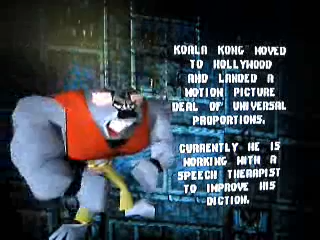 KOALA KONG MOVED
TO HOLLYWOOD
AND LANDED A
MOTION PICTURE
DEAL OF UNIVERSAL
PROPORTIONS.
CURRENTLY HE IS
WORKING WITH A
SPEECH THERAPIST
TO IMPROVE HIS
DICTION.